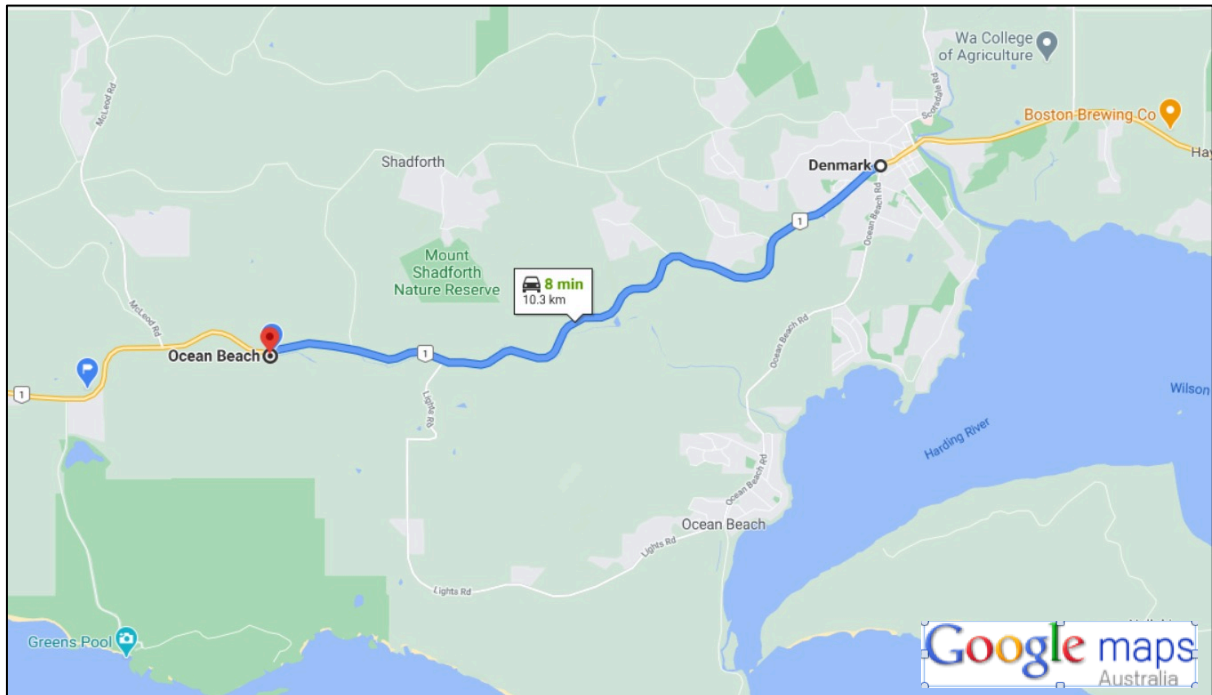 Wa College
of Agriculture
Scotsdale Rd
McLeod Rd
Boston Brewing Co
Hay
Shadforth
Denmark
1
Ocean Beach Rd
Mount
Shadforth
Nature Reserve
8 min
10.3 km
McLeod Rd
Ocean Beach
1
1
Ocean Beach Rd
Lights Rd
Wilson
Harding River
Ocean Beach Rd
Ocean Beach
Lights Rd
Lights Rd
Greens Pool
Google maps
Australia